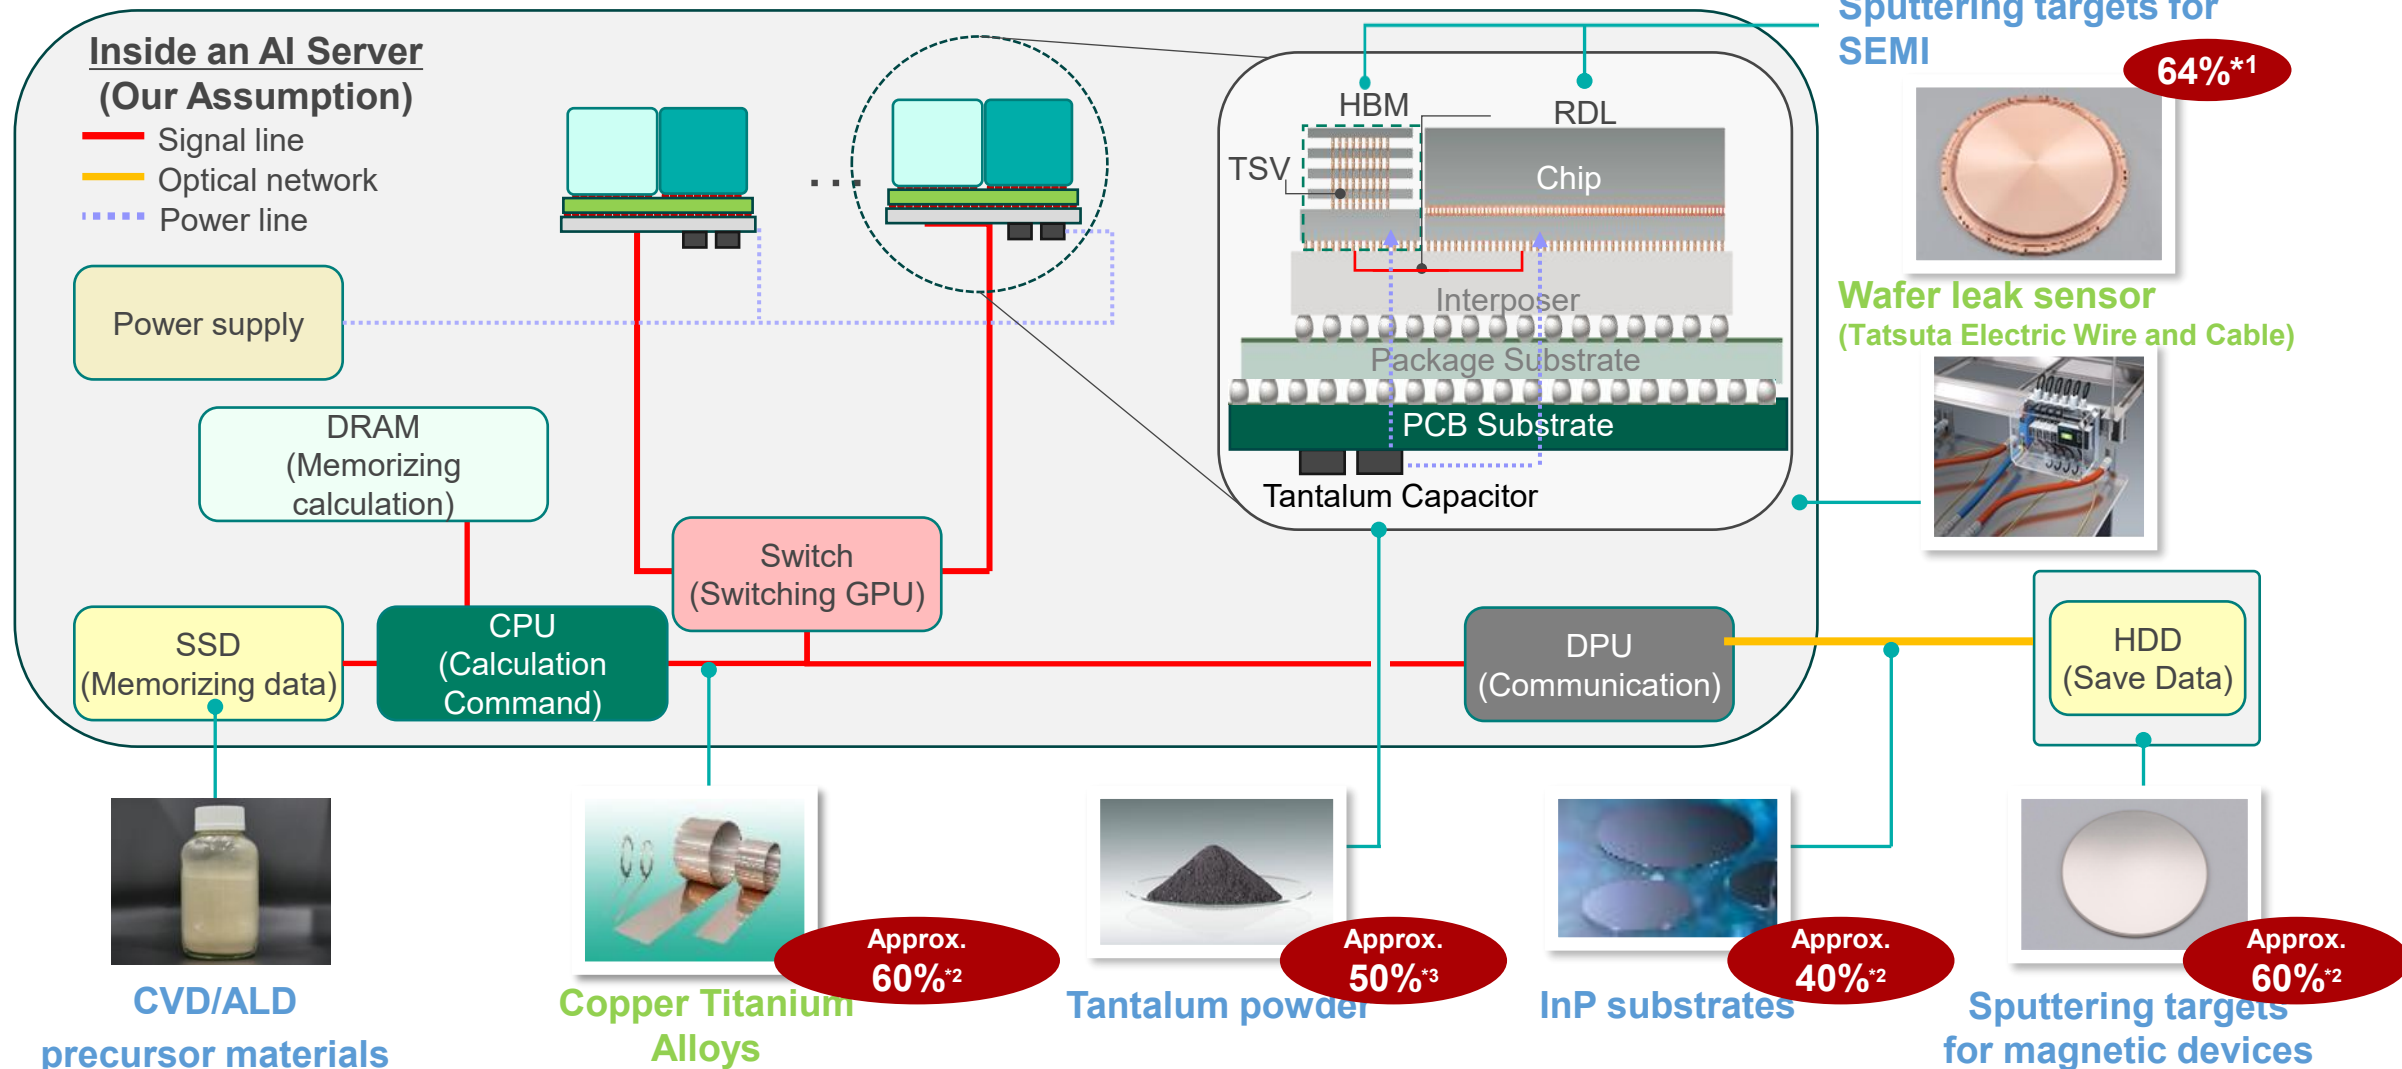 Inside an AI Server
(Our Assumption)
Signal line
Optical network
Power line
Power supply
DRAM
(Memorizing
calculation)
SSD
(Memorizing data)
CPU
(Calculation
Command)
Switch
(Switching GPU)
...
HBM
RDL
TSV
Chip
Interposer
Package Substrate
PCB Substrate
Tantalum Capacitor
DPU
(Communication)
HDD
(Save Data)
Sputtering targets for
SEMI
64%*1
Wafer leak sensor
(Tatsuta Electric Wire and Cable)
CVD/ALD
precursor materials
Approx.
60%*2
Copper Titanium
Alloys
Approx.
50%*3
Tantalum powder
Approx.
40%*2
InP substrates
Approx.
60%*2
Sputtering targets
for magnetic devices